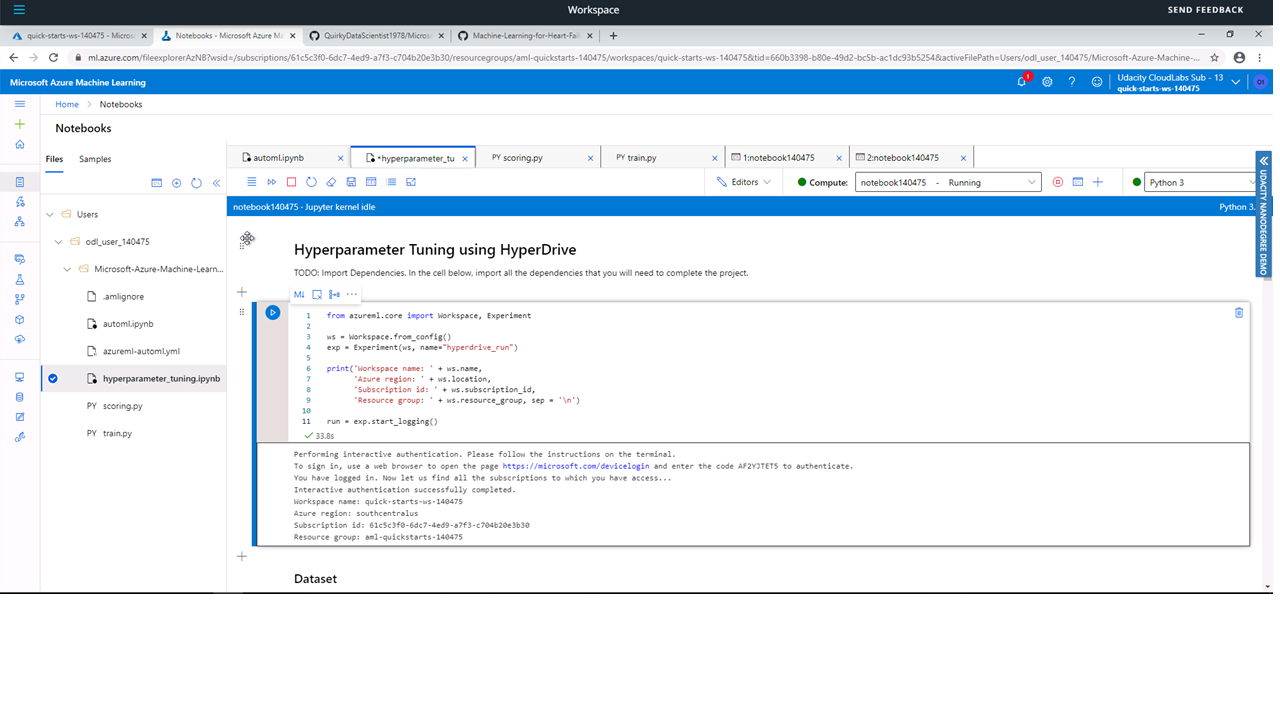 Workspace
SEND FEEDBACK
quick-starts-ws-140475 - Microso
Notebooks - Microsoft Azure Ma
QuirkyDataScientist1978/Micros
Machine-Learning-for-Heart-Fail
ml.azure.com/fileexplorerAzNB?wsid=/subscriptions/61c5c3f0-6dc7-4ed9-a7f3-c704b20e3b30/resourcegroups/aml-quickstarts-140475/workspaces/quick-starts-ws-140475&tid=660b3398-b80e-49d2-bc5b-ac1dc93b5254&activeFilePath=Users/odl_user_140475/Microsoft-Azure-Machine-...
Microsoft Azure Machine Learning
1
Udacity CloudLabs Sub - 13
quick-starts-ws-140475
O1
Home > Notebooks
Notebooks
Files
Samples
automl.ipynb
*hyperparameter_tu
PY scoring.py
PY train.py
1:notebook140475
2:notebook140475
Editors
Compute:
notebook140475 - Running
Python 3
UDACITY NANODEGREE DEMO
notebook140475 · Jupyter kernel idle
Python 3.
Users
odl_user_140475
Microsoft-Azure-Machine-Learn...
.amlignore
automl.ipynb
azureml-automl.yml
hyperparameter_tuning.ipynb
PY scoring.py
PY train.py
Hyperparameter Tuning using HyperDrive
TODO: Import Dependencies. In the cell below, import all the dependencies that you will need to complete the project.
M↓
1 from azureml.core import Workspace, Experiment
2
3 ws = Workspace.from_config()
4 exp = Experiment(ws, name="hyperdrive_run")
5
6 print('Workspace name: ' + ws.name,
7 'Azure region: ' + ws.location,
8 'Subscription id: ' + ws.subscription_id,
9 'Resource group: ' + ws.resource_group, sep = '\n')
10
11 run = exp.start_logging()
33.8s
Performing interactive authentication. Please follow the instructions on the terminal.
To sign in, use a web browser to open the page https://microsoft.com/devicelogin and enter the code AF2YJTET5 to authenticate.
You have logged in. Now let us find all the subscriptions to which you have access...
Interactive authentication successfully completed.
Workspace name: quick-starts-ws-140475
Azure region: southcentralus
Subscription id: 61c5c3f0-6dc7-4ed9-a7f3-c704b20e3b30
Resource group: aml-quickstarts-140475
Dataset